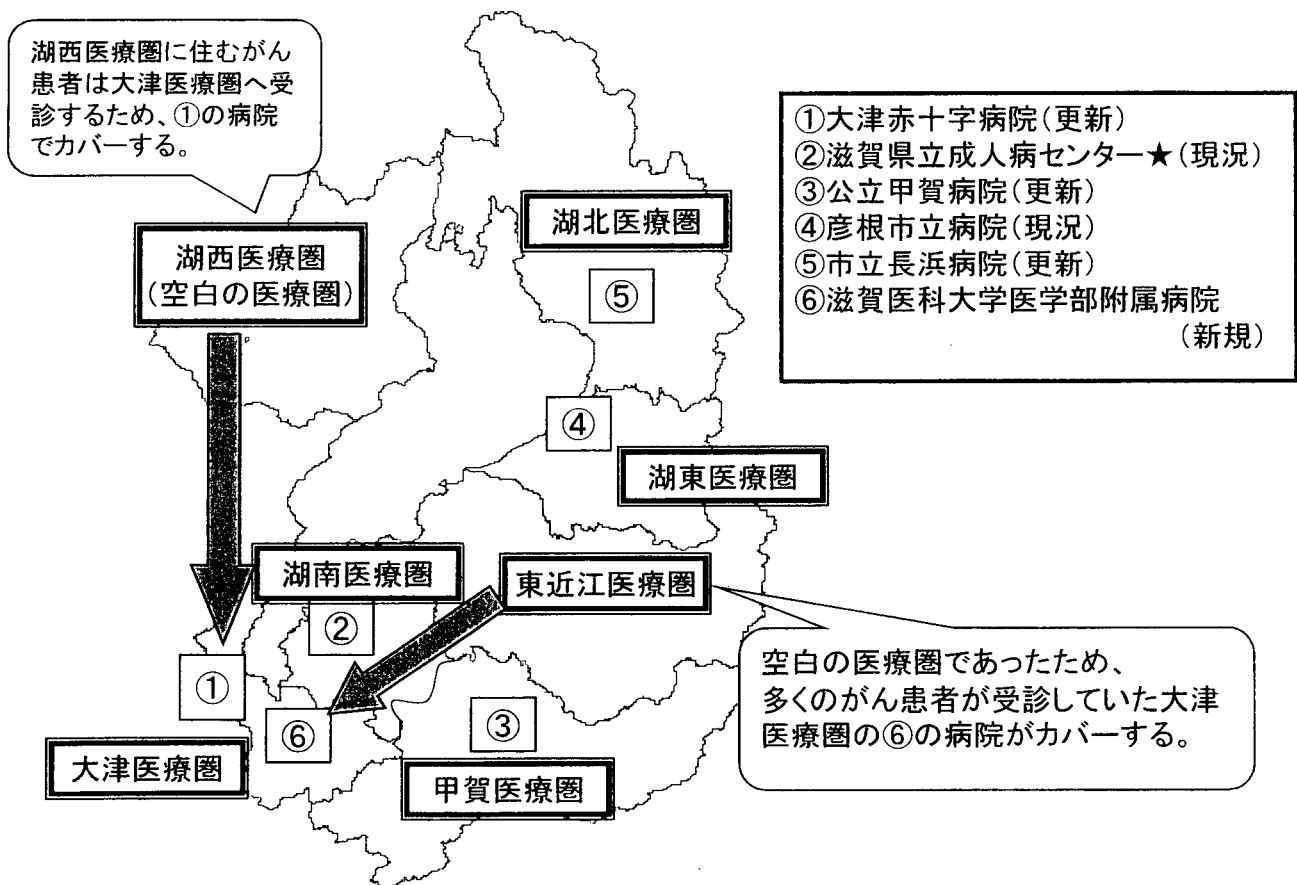 湖西医療圏に住むがん
患者は大津医療圏へ受
診するため、①の病院
でカバーする。
①大津赤十字病院(更新)
②滋賀県立成人病センター★(現況)
③公立甲賀病院(更新)
④彦根市立病院(現況)
⑤市立長浜病院(更新)
⑥滋賀医科大学医学部附属病院
(新規)
湖北医療圏
湖西医療圏
(空白の医療圏)
⑤
④
湖東医療圏
湖南医療圏
東近江医療圏
②
①
⑥
③
空白の医療圏であったため、
多くのがん患者が受診していた大津
医療圏の⑥の病院がカバーする。
大津医療圏
甲賀医療圏